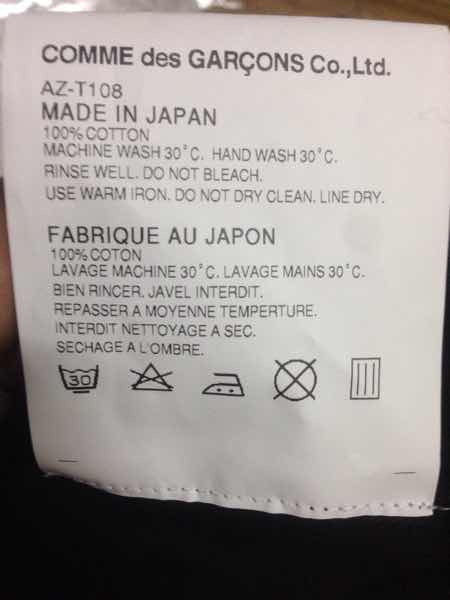 COMME des GARÇONS Co.,Ltd.
AZ-T108
MADE IN JAPAN
100% COTTON
MACHINE WASH 30°C. HAND WASH 30°C.
RINSE WELL. DO NOT BLEACH.
USE WARM IRON. DO NOT DRY CLEAN. LINE DRY.
FABRIQUE AU JAPON
100% COTON
LAVAGE MACHINE 30°C. LAVAGE MAINS 30°C.
BIEN RINCER. JAVEL INTERDIT.
REPASSER A MOYENNE TEMPERTURE.
INTERDIT NETTOYAGE A SEC.
SECHAGE A L'OMBRE.
30